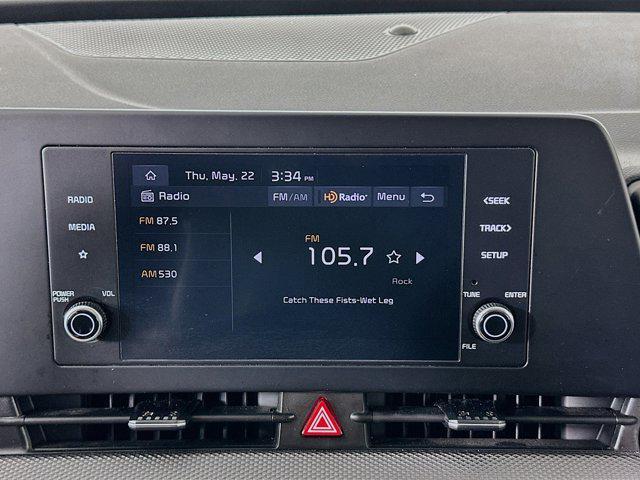 Thu, May. 22 3:34 PM
Radio FM/AM HD Radio Menu
FM 87.5
FM 88.1
AM 530
FM
105.7
Rock
Catch These Fists-Wet Leg
RADIO
MEDIA
POWER PUSH VOL
<SEEK
TRACK>
SETUP
TUNE ENTER
FILE